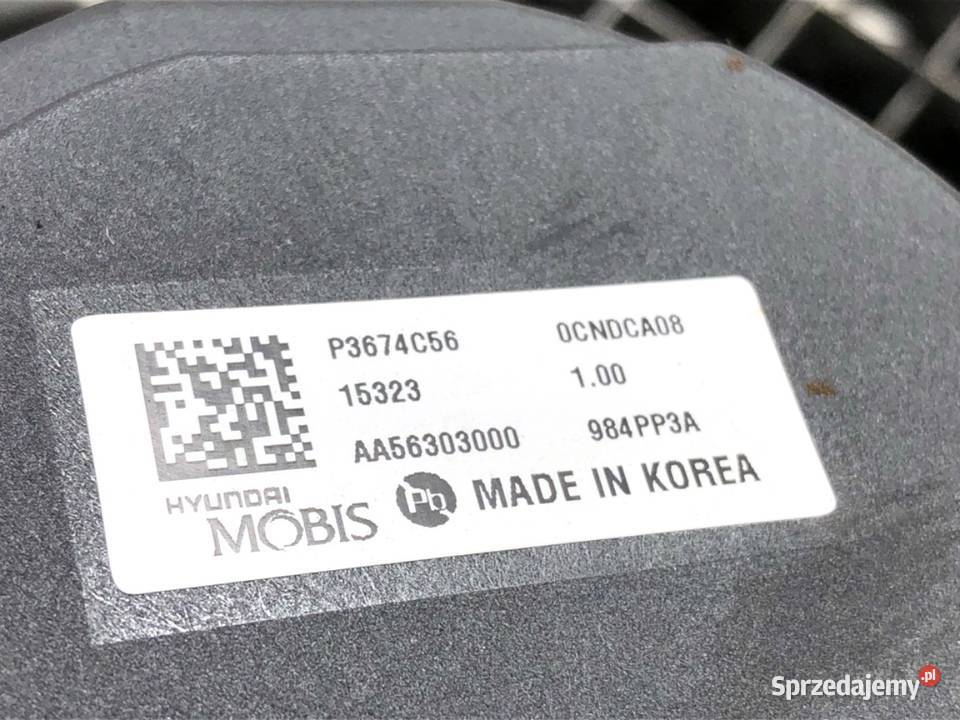 P3674C56 0CNDCA08
15323 1.00
AA56303000 984PP3A
HYUNDAI
MOBIS Pb MADE IN KOREA
Sprzedajemy.pl